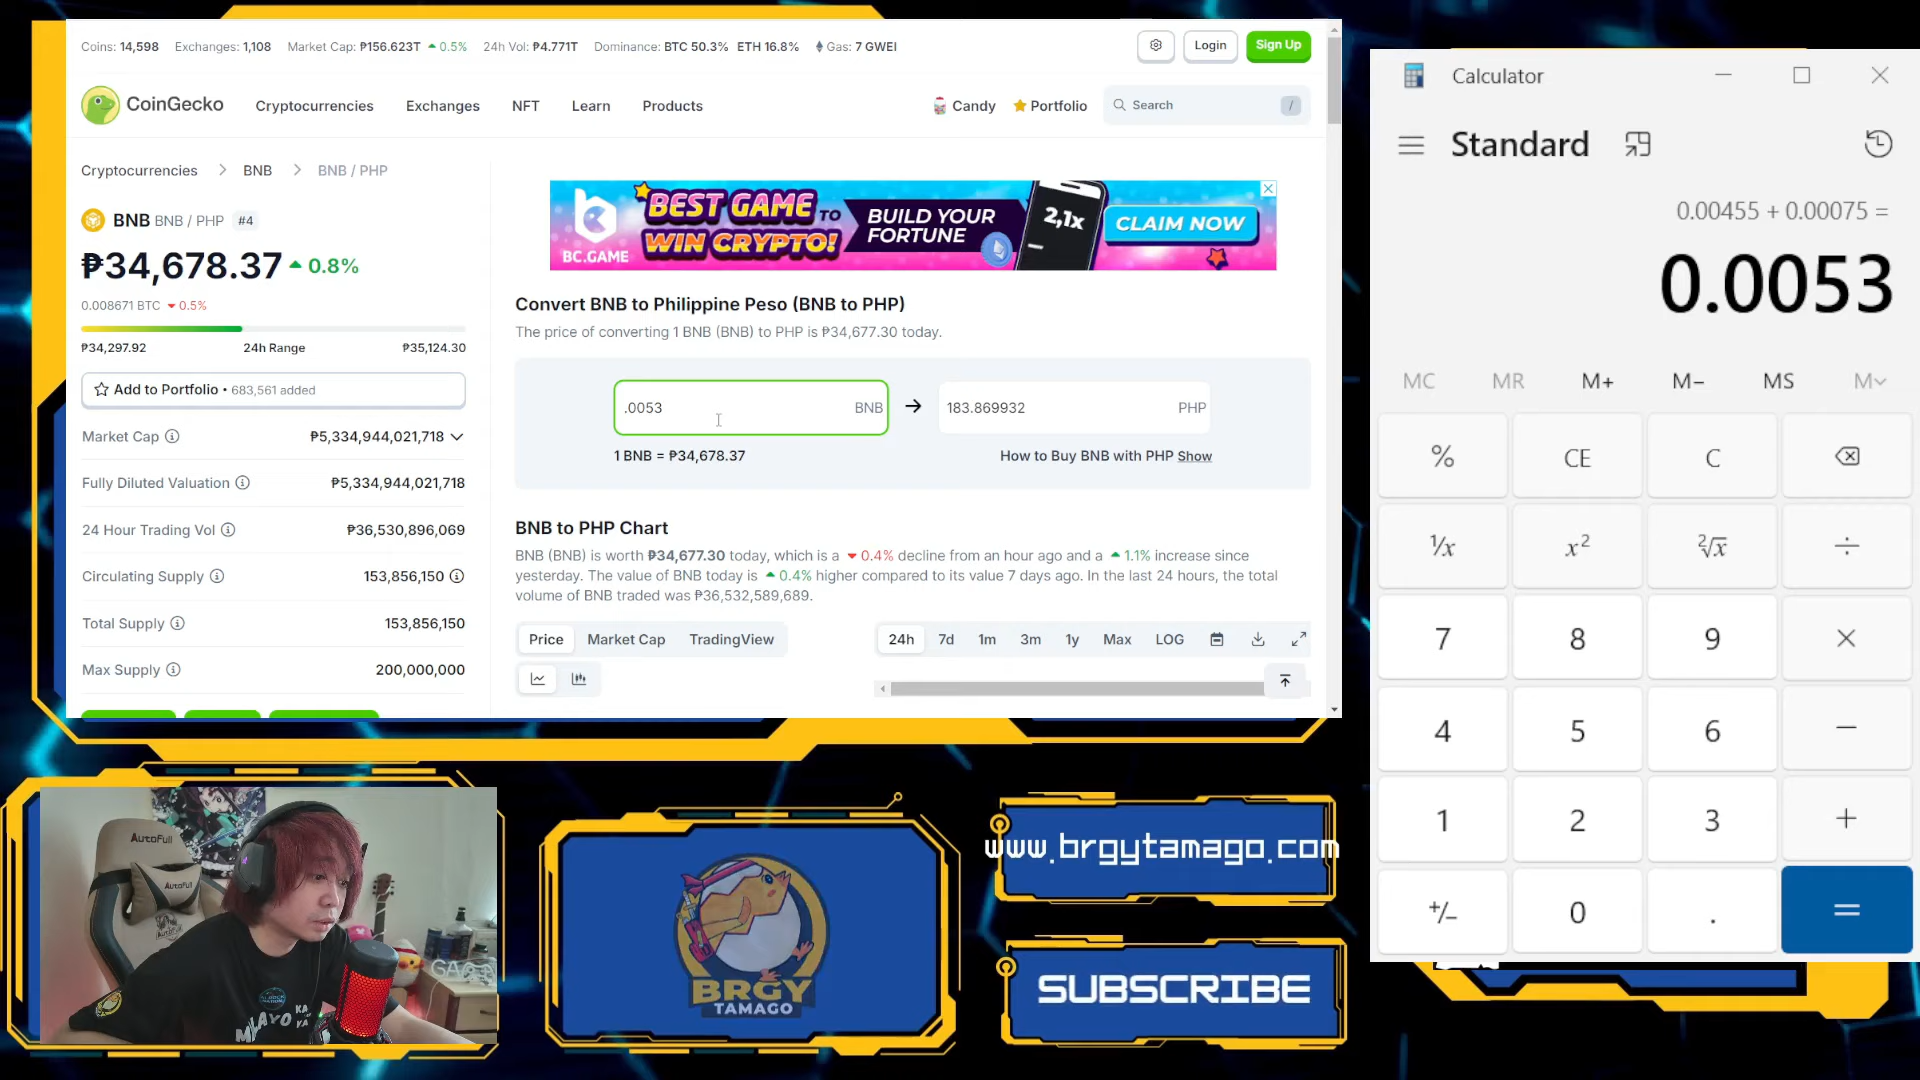 Coins: 14,598 Exchanges: 1,108 Market Cap: ₱156.623T 0.5% 24h Vol: ₱4.771T Dominance: BTC 50.3% ETH 16.8% Gas: 7 GWEI
Login
Sign Up
CoinGecko
Cryptocurrencies Exchanges NFT Learn Products
Candy Portfolio
Search /
Cryptocurrencies > BNB > BNB / PHP
BNB BNB / PHP #4
₱34,678.37 0.8%
0.008671 BTC 0.5%
₱34,297.92 24h Range ₱35,124.30
Add to Portfolio • 683,561 added
Market Cap ₱5,334,944,021,718
Fully Diluted Valuation ₱5,334,944,021,718
24 Hour Trading Vol ₱36,530,896,069
Circulating Supply 153,856,150
Total Supply 153,856,150
Max Supply 200,000,000
BC.GAME
BEST GAME TO
WIN CRYPTO!
BUILD YOUR
FORTUNE
2,1x
CLAIM NOW
Convert BNB to Philippine Peso (BNB to PHP)
The price of converting 1 BNB (BNB) to PHP is ₱34,677.30 today.
.0053 BNB → 183.869932 PHP
1 BNB = ₱34,678.37
How to Buy BNB with PHP Show
BNB to PHP Chart
BNB (BNB) is worth ₱34,677.30 today, which is a 0.4% decline from an hour ago and a 1.1% increase since
yesterday. The value of BNB today is 0.4% higher compared to its value 7 days ago. In the last 24 hours, the total
volume of BNB traded was ₱36,532,589,689.
Price Market Cap TradingView
24h 7d 1m 3m 1y Max LOG
Calculator
Standard
0.00455 + 0.00075 =
0.0053
MC MR M+ M− MS M
% CE C
⅟x x² ²√x ÷
7 8 9 ×
4 5 6 −
1 2 3 +
+/− 0 . =
AutoFull
AutoFull
BRGY
TAMAGO
www.brgytamago.com
SUBSCRIBE